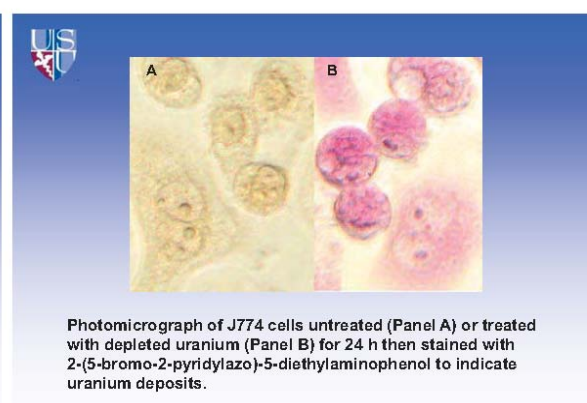 USU
A
B
Photomicrograph of J774 cells untreated (Panel A) or treated
with depleted uranium (Panel B) for 24 h then stained with
2-(5-bromo-2-pyridylazo)-5-diethylaminophenol to indicate
uranium deposits.